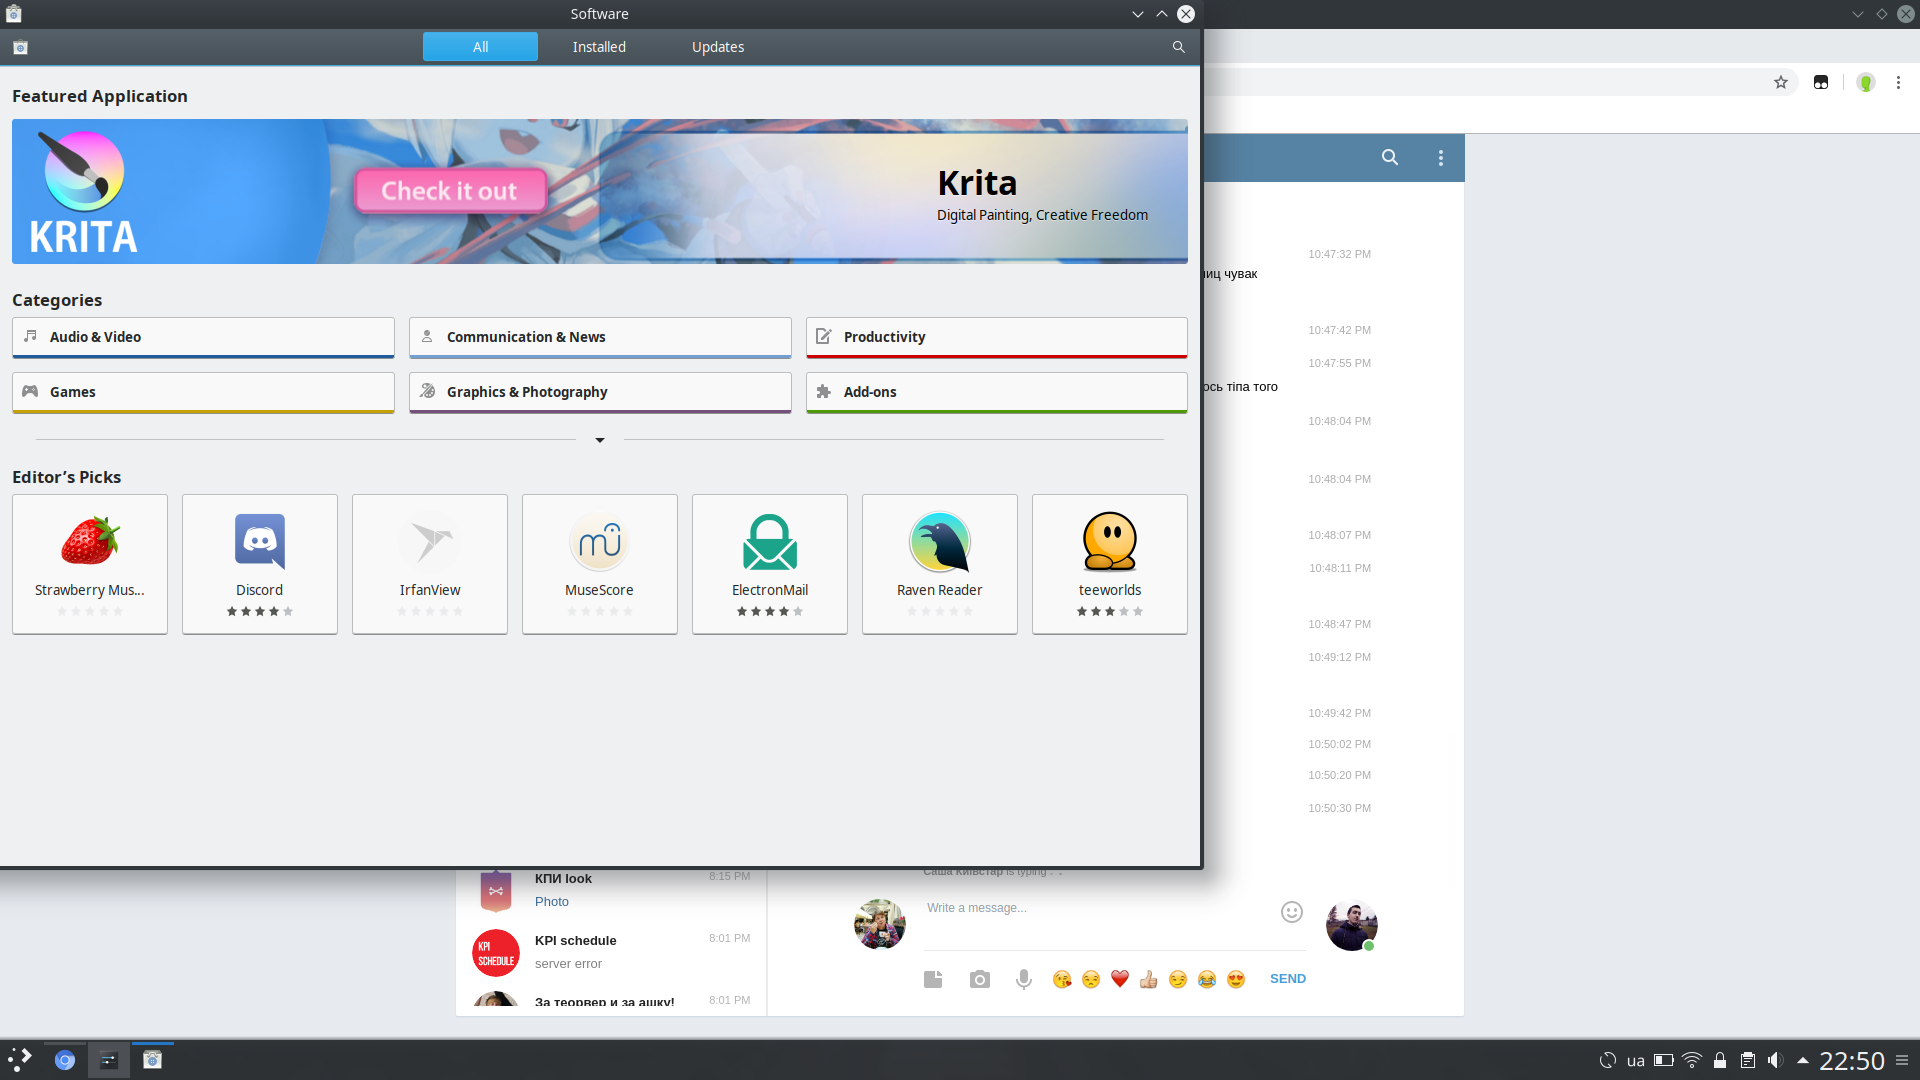 Software
All
Installed
Updates
Featured Application
KRITA
Check it out
Krita
Digital Painting, Creative Freedom
Categories
Audio & Video
Communication & News
Productivity
Games
Graphics & Photography
Add-ons
Editor’s Picks
Strawberry Mus...
Discord
IrfanView
MuseScore
ElectronMail
Raven Reader
teeworlds
10:47:32 PM
чувак
10:47:42 PM
10:47:55 PM
тіпа того
10:48:04 PM
10:48:04 PM
10:48:07 PM
10:48:11 PM
10:48:47 PM
10:49:12 PM
10:49:42 PM
10:50:02 PM
10:50:20 PM
10:50:30 PM
КПИ look
8:15 PM
Photo
KPI schedule
8:01 PM
server error
KPI
SCHEDULE
За теорвер и за ашку!
8:01 PM
Саша Київстар is typing . .
Write a message...
SEND
ua
22:50